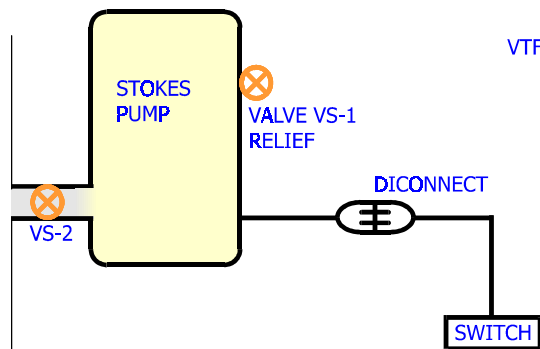 VTF
STOKES
PUMP
VALVE VS-1
RELIEF
DICONNECT
VS-2
SWITCH